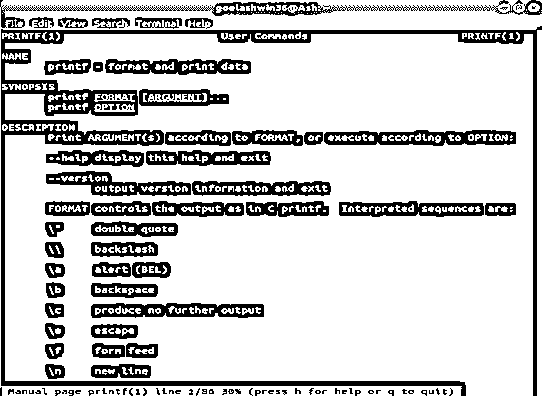 goelashwin36@Ash: ~
File Edit View Search Terminal Help
PRINTF(1) User Commands PRINTF(1)
NAME
printf - format and print data
SYNOPSIS
printf FORMAT [ARGUMENT]...
printf OPTION
DESCRIPTION
Print ARGUMENT(s) according to FORMAT, or execute according to OPTION:
--help display this help and exit
--version
output version information and exit
FORMAT controls the output as in C printf. Interpreted sequences are:
\" double quote
\\ backslash
\a alert (BEL)
\b backspace
\c produce no further output
\e escape
\f form feed
\n new line
Manual page printf(1) line 1/86 30% (press h for help or q to quit)